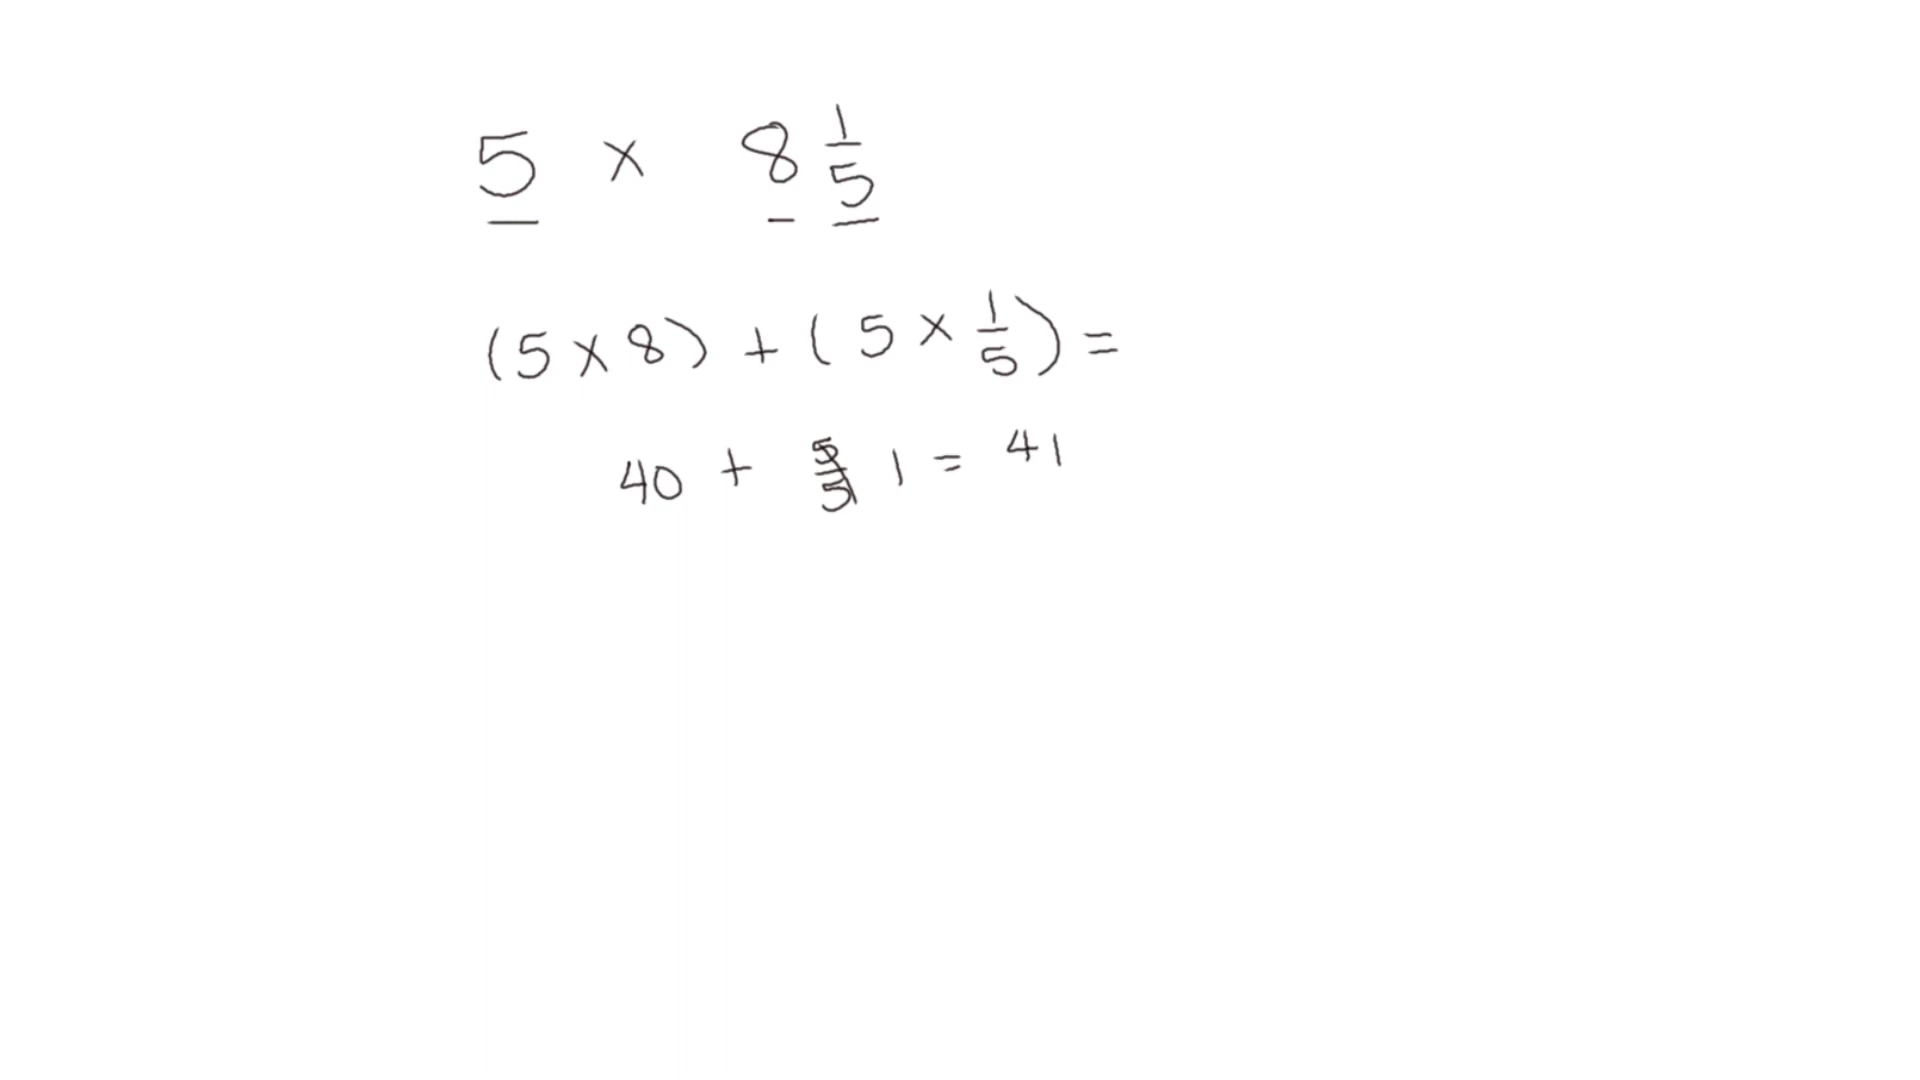 5 × 8 1/5
(5 × 8) + (5 × 1/5) =
40 + 5/5 1 = 41